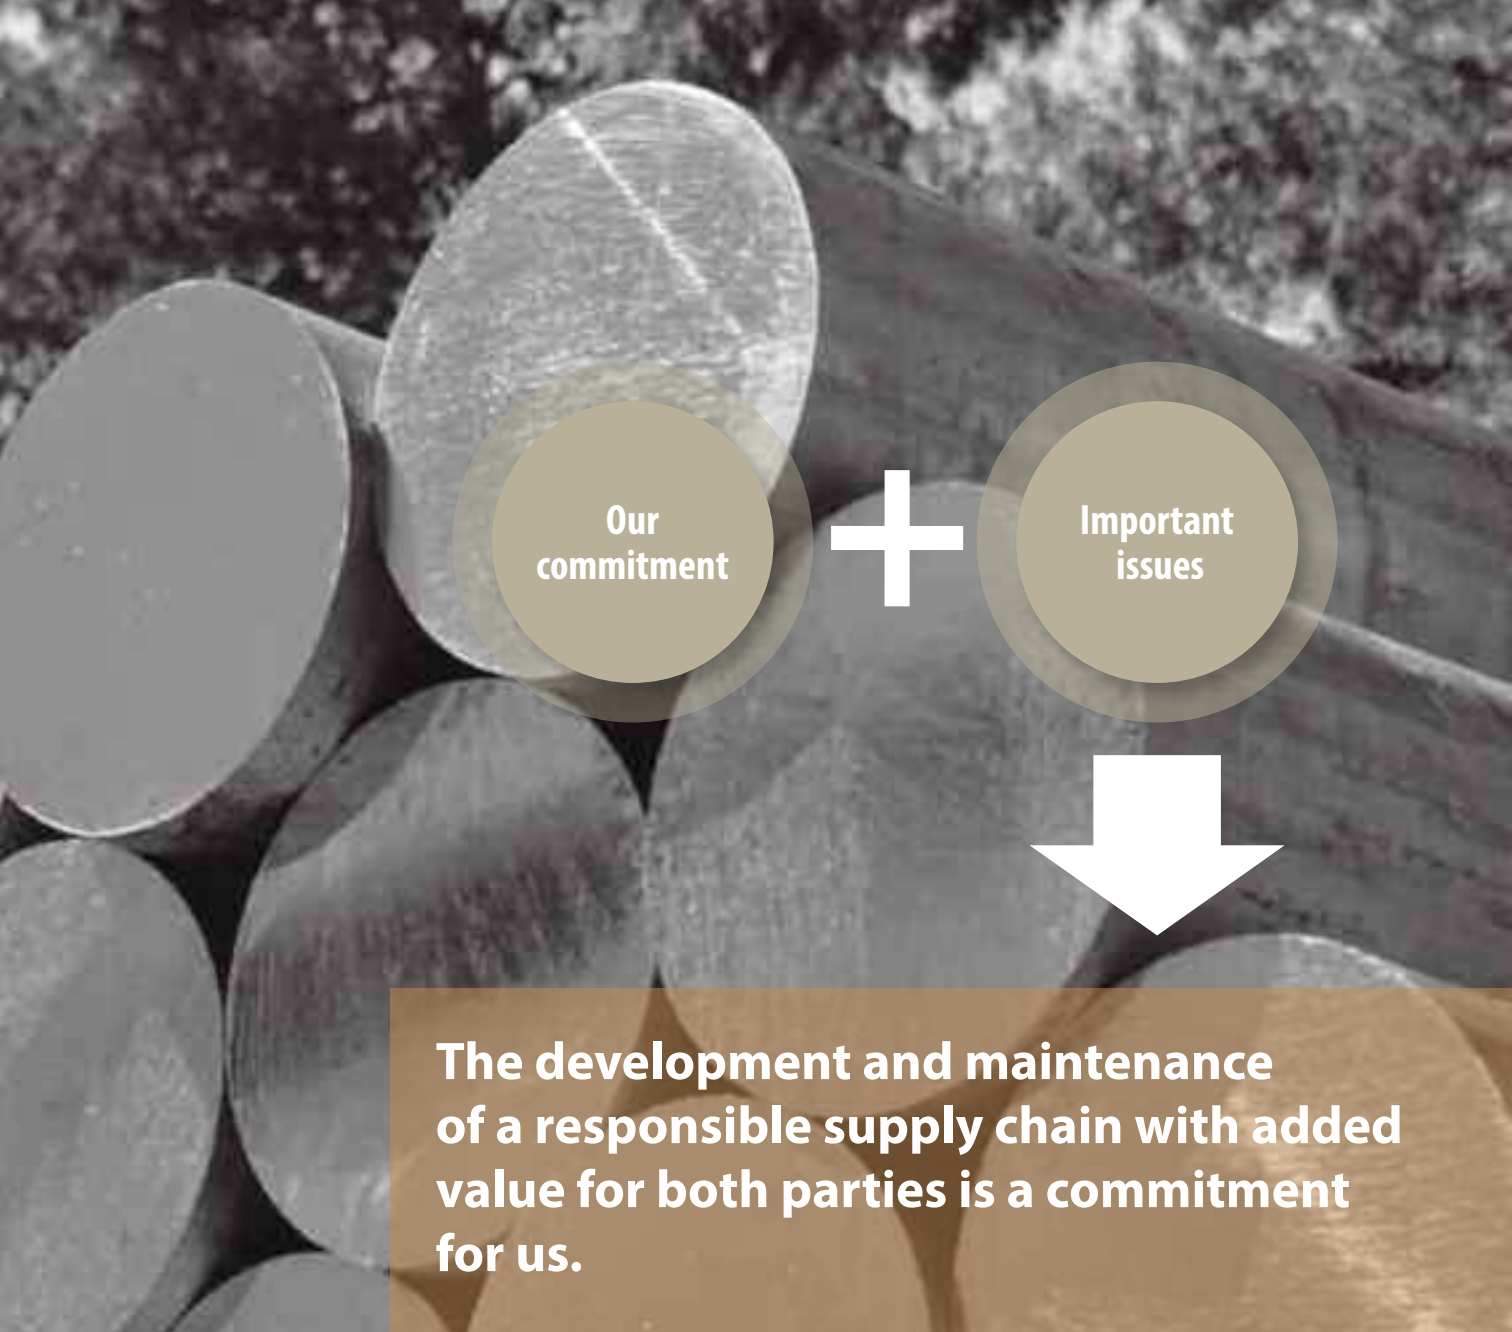 Our
commitment
+
Important
issues
The development and maintenance
of a responsible supply chain with added
value for both parties is a commitment
for us.